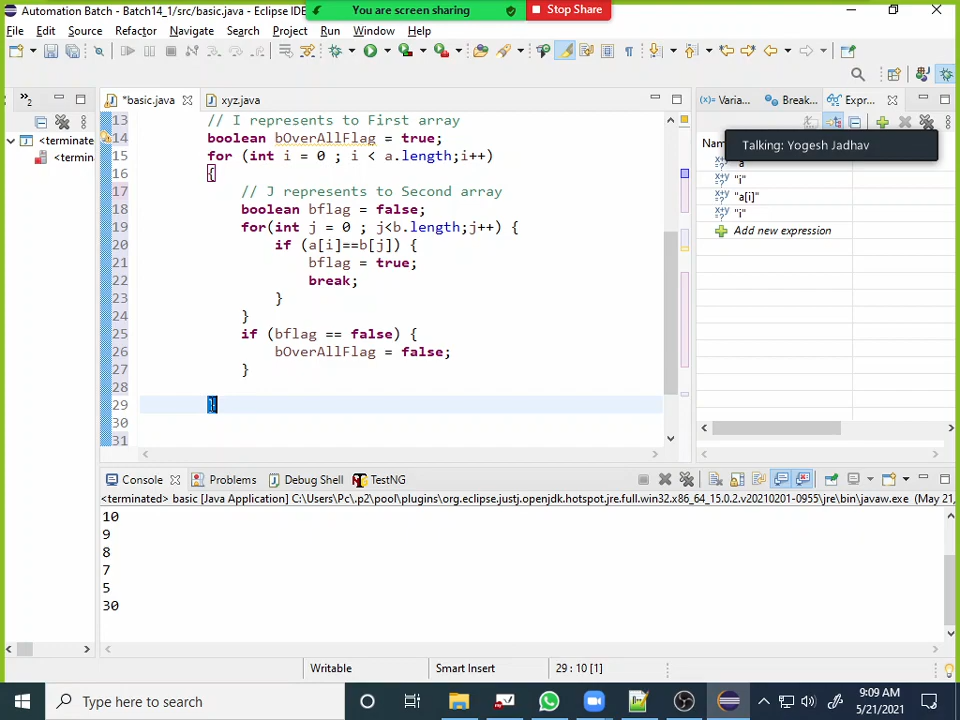 Automation Batch - Batch14_1/src/basic.java - Eclipse IDE
You are screen sharing
Stop Share
File Edit Source Refactor Navigate Search Project Run Window Help
*basic.java xyz.java
(x)= Varia... Break... Expr...
Talking: Yogesh Jadhav
"i"
"a[i]"
"i"
Add new expression
<terminate
<termin
13 // I represents to First array
14 boolean bOverAllFlag = true;
15 for (int i = 0 ; i < a.length;i++)
16 {
17 // J represents to Second array
18 boolean bflag = false;
19 for(int j = 0 ; j<b.length;j++) {
20 if (a[i]==b[j]) {
21 bflag = true;
22 break;
23 }
24 }
25 if (bflag == false) {
26 bOverAllFlag = false;
27 }
28
29 }
30
31
Console Problems Debug Shell TestNG
<terminated> basic [Java Application] C:\Users\Pc\.p2\pool\plugins\org.eclipse.justj.openjdk.hotspot.jre.full.win32.x86_64_15.0.2.v20210201-0955\jre\bin\javaw.exe (May 21,
10
9
8
7
5
30
Writable Smart Insert 29 : 10 [1]
Type here to search
9:09 AM
5/21/2021